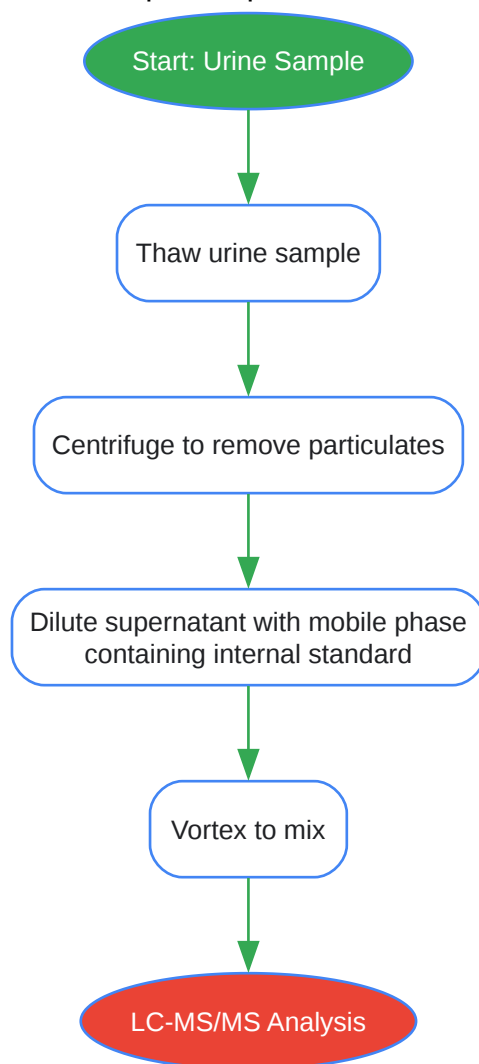 Start: Urine Sample
Thaw urine sample
Centrifuge to remove particulates
Dilute supernatant with mobile phase
containing internal standard
Vortex to mix
LC-MS/MS Analysis